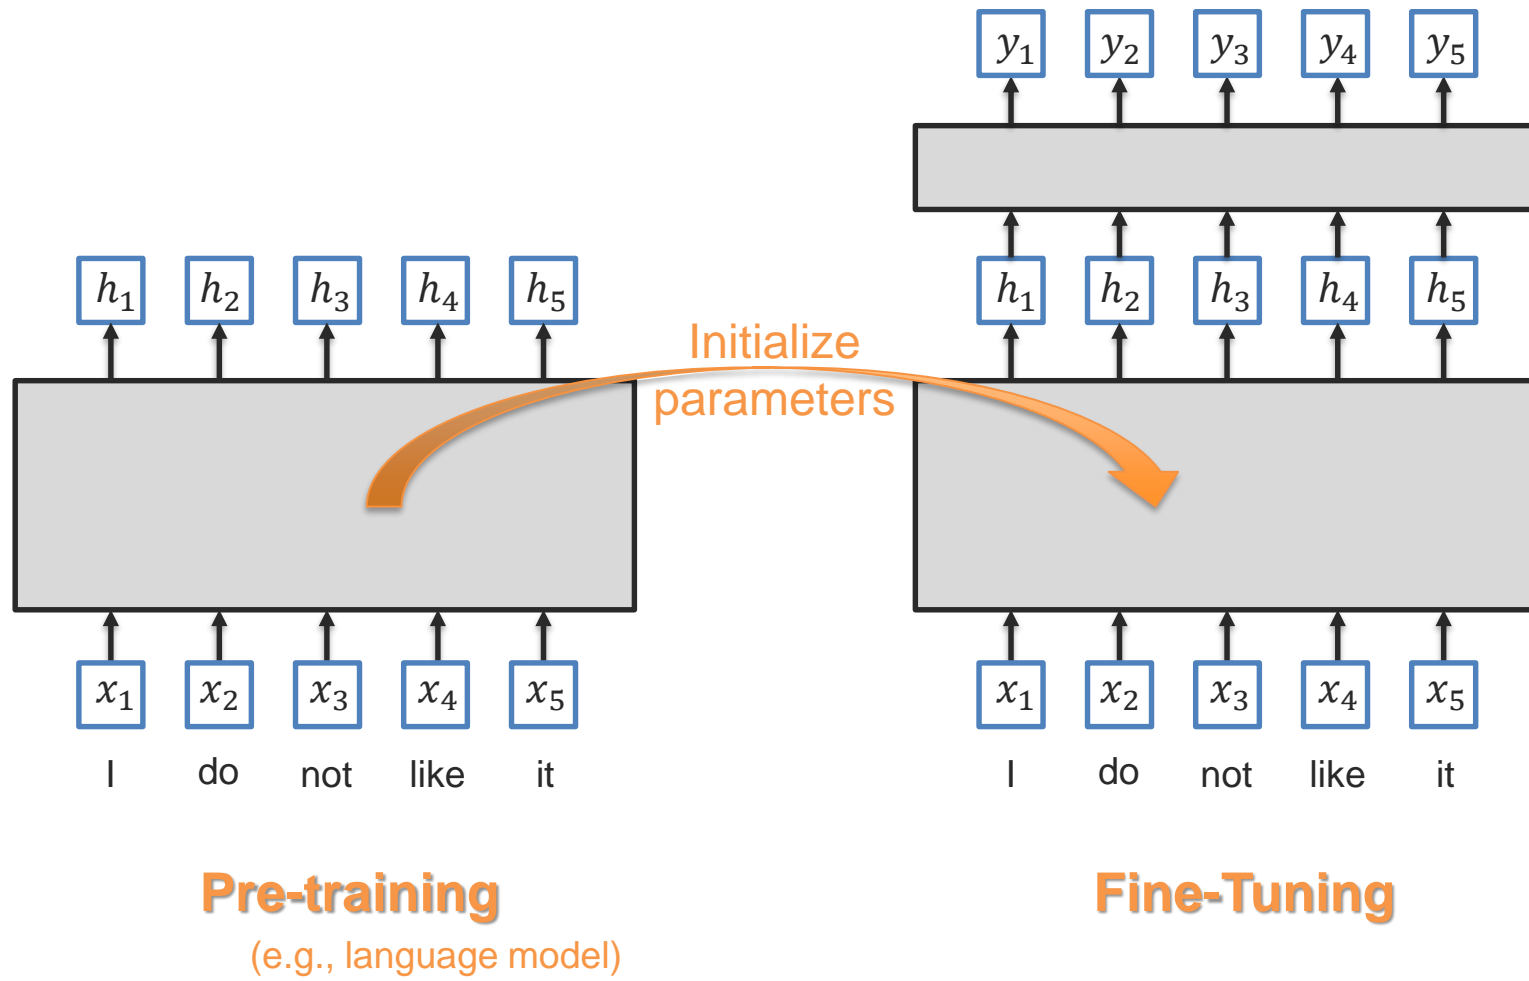 y₁ y₂ y₃ y₄ y₅
h₁ h₂ h₃ h₄ h₅ h₁ h₂ h₃ h₄ h₅
Initialize
parameters
x₁ x₂ x₃ x₄ x₅ x₁ x₂ x₃ x₄ x₅
I do not like it I do not like it
Pre-training Fine-Tuning
(e.g., language model)